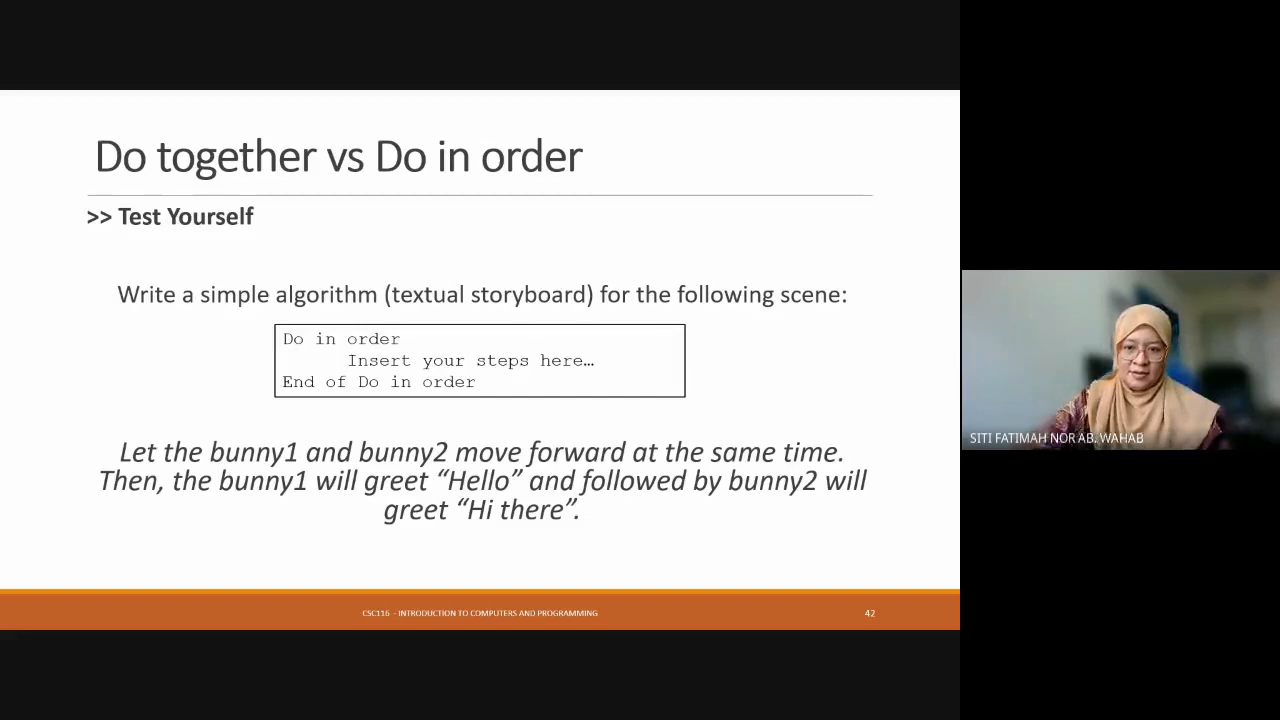 Do together vs Do in order
>> Test Yourself
Write a simple algorithm (textual storyboard) for the following scene:
Do in order
Insert your steps here…
End of Do in order
Let the bunny1 and bunny2 move forward at the same time.
Then, the bunny1 will greet “Hello” and followed by bunny2 will
greet “Hi there”.
CSC116 - INTRODUCTION TO COMPUTERS AND PROGRAMMING
42
SITI FATIMAH NOR AB. WAHAB